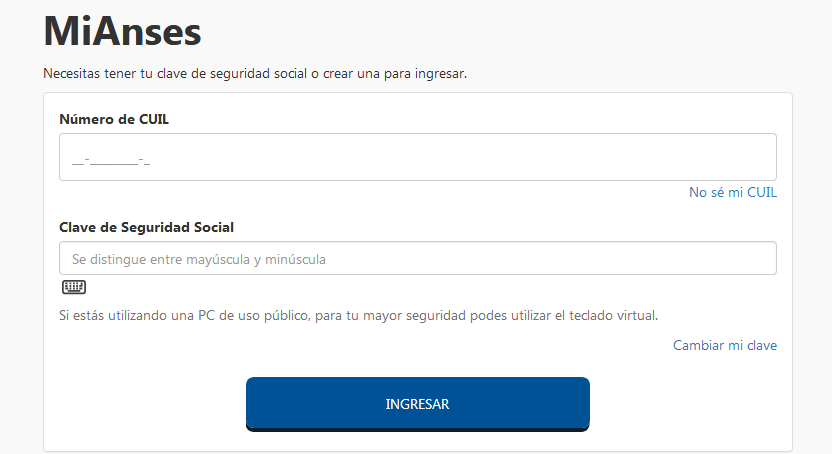 MiAnses
Necesitas tener tu clave de seguridad social o crear una para ingresar.
Número de CUIL
__-________-_
No sé mi CUIL
Clave de Seguridad Social
Se distingue entre mayúscula y minúscula
Si estás utilizando una PC de uso público, para tu mayor seguridad podes utilizar el teclado virtual.
Cambiar mi clave
INGRESAR